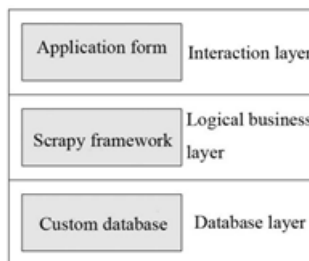 Application form
Interaction layer
Scrapy framework
Logical business
layer
Custom database
Database layer